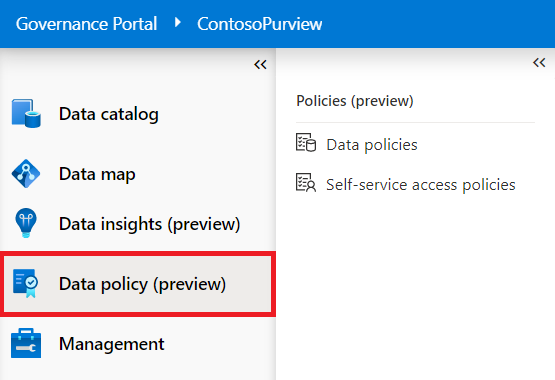 Governance Portal ContosoPurview
Data catalog
Data map
Data insights (preview)
Data policy (preview)
Management
Policies (preview)
Data policies
Self-service access policies